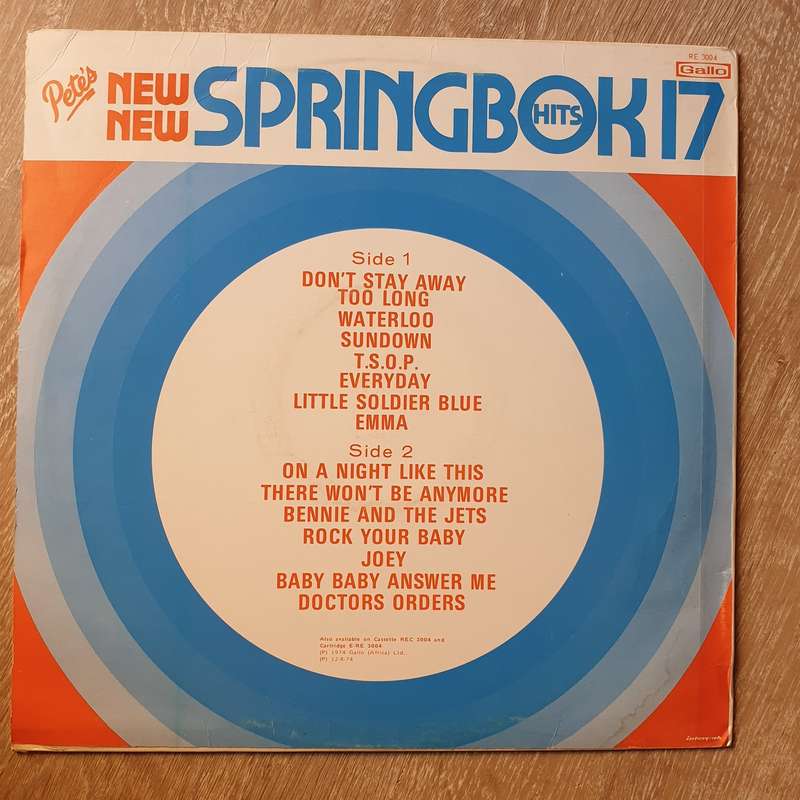 RE 3004
Gallo
Pete's NEW SPRINGBOK HITS 17
NEW
Side 1
DON'T STAY AWAY
TOO LONG
WATERLOO
SUNDOWN
T.S.O.P.
EVERYDAY
LITTLE SOLDIER BLUE
EMMA
Side 2
ON A NIGHT LIKE THIS
THERE WON'T BE ANYMORE
BENNIE AND THE JETS
ROCK YOUR BABY
JOEY
BABY BABY ANSWER ME
DOCTORS ORDERS
Also available on Cassette REC 3004 and
Cartridge E-RE 3004
(P) 1974 Gallo (Africa) Ltd.,
(P) 12.6.74